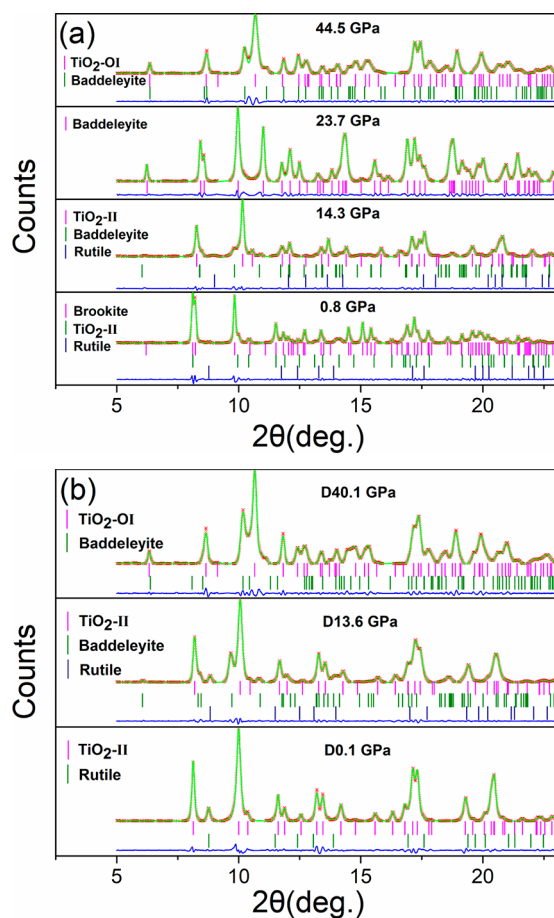 (a)
44.5 GPa
TiO2-OI
Baddeleyite
23.7 GPa
Baddeleyite
14.3 GPa
TiO2-II
Baddeleyite
Rutile
0.8 GPa
Brookite
TiO2-II
Rutile
Counts
5 10 15 20
2θ(deg.)
(b)
D40.1 GPa
TiO2-OI
Baddeleyite
D13.6 GPa
TiO2-II
Baddeleyite
Rutile
D0.1 GPa
TiO2-II
Rutile
Counts
5 10 15 20
2θ(deg.)